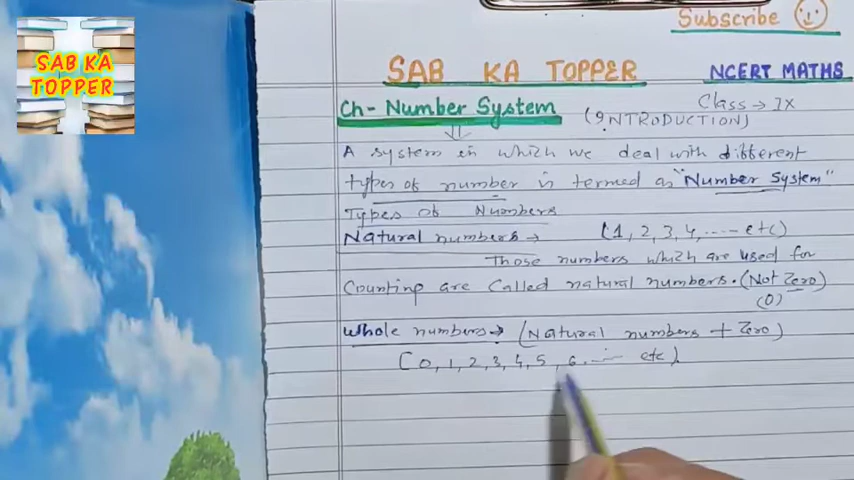 Subscribe
SAB KA
TOPPER
SAB KA TOPPER
NCERT MATHS
Ch- Number System
(INTRODUCTION)
Class → IX
A system in which we deal with different
types of number is termed as "Number System"
Types of Numbers
Natural numbers → (1, 2, 3, 4, ..... etc)
Those numbers which are used for
Counting are called natural numbers. (Not Zero)
(0)
Whole numbers → (Natural numbers + Zero)
(0, 1, 2, 3, 4, 5, 6 ..... etc)